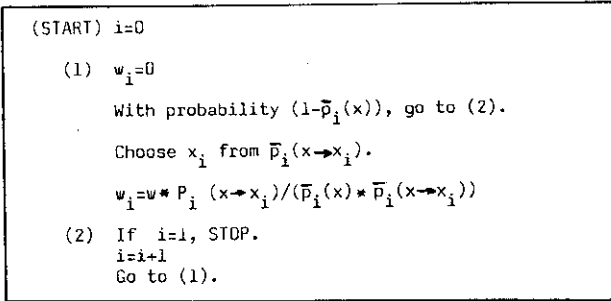 (START) i=0
(1) w_i=0
With probability (1-p̄_i(x)), go to (2).
Choose x_i from p̄_i(x→x_i).
w_i=w* P_i (x→x_i)/(p̄_i(x)* p̄_i(x→x_i))
(2) If i=1, STOP.
i=i+1
Go to (1).